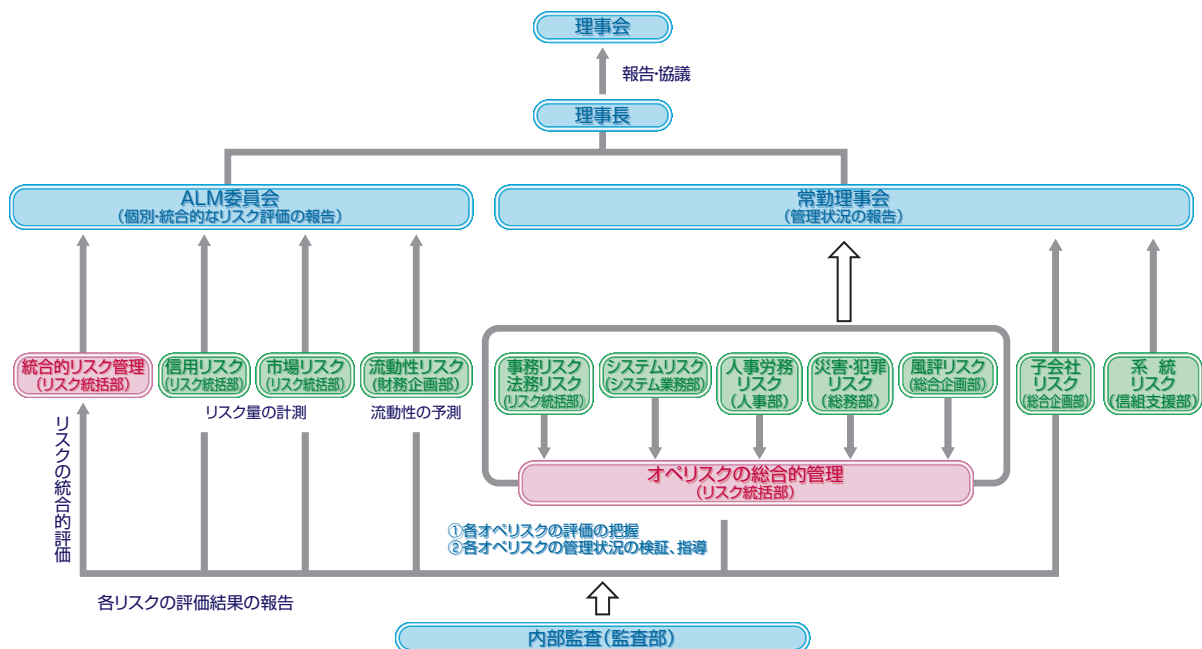 理事会
報告・協議
理事長
ALM委員会
(個別・統合的なリスク評価の報告)
常勤理事会
(管理状況の報告)
統合的リスク管理
(リスク統括部)
信用リスク
(リスク統括部)
市場リスク
(リスク統括部)
流動性リスク
(財務企画部)
事務リスク
法務リスク
(リスク統括部)
システムリスク
(システム業務部)
人事労務
リスク
(人事部)
災害・犯罪
リスク
(総務部)
風評リスク
(総合企画部)
子会社
リスク
(総合企画部)
系統
リスク
(信組支援部)
リスク量の計測
流動性の予測
リスクの統合的評価
オペリスクの総合的管理
(リスク統括部)
①各オペリスクの評価の把握
②各オペリスクの管理状況の検証、指導
各リスクの評価結果の報告
内部監査(監査部)